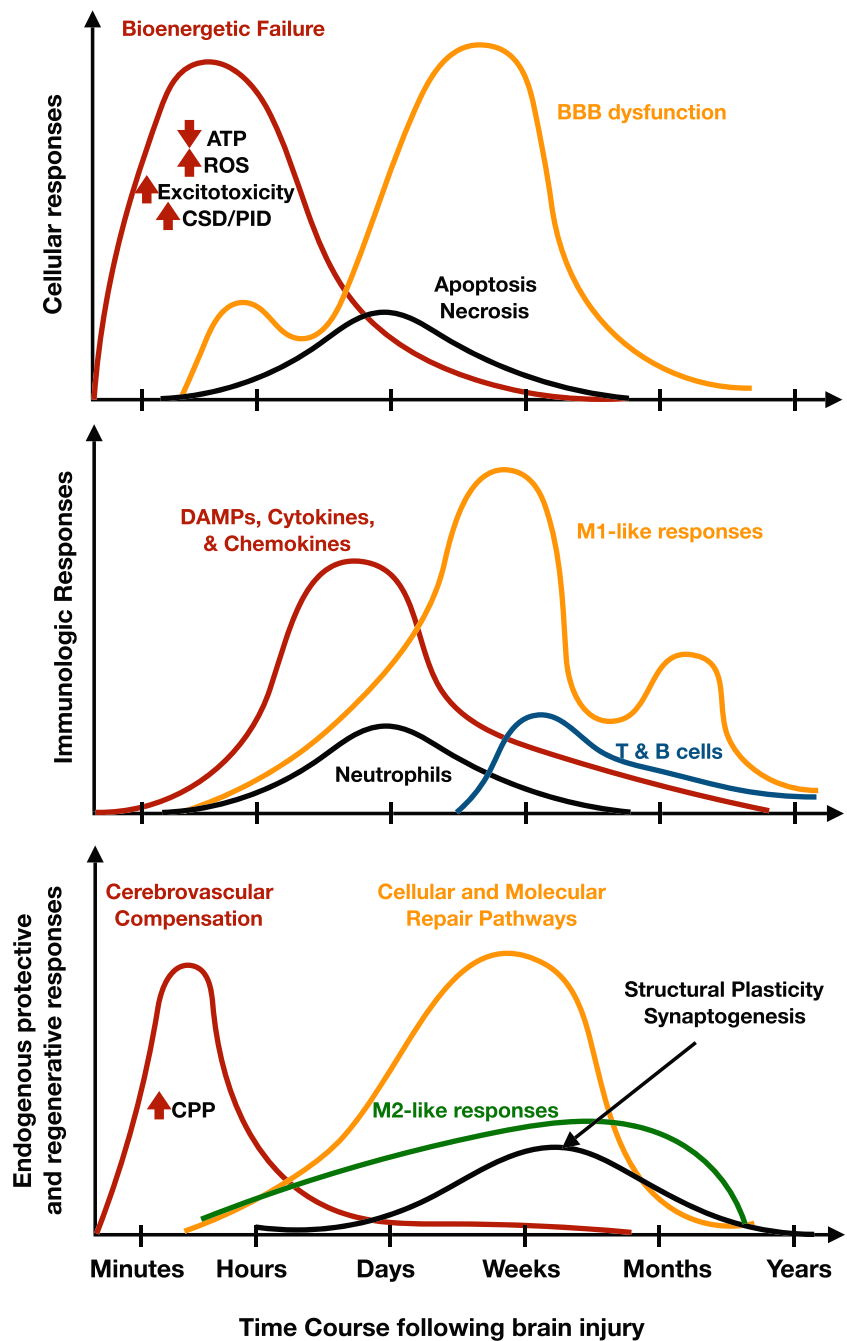 Bioenergetic Failure
BBB dysfunction
ATP
ROS
Excitotoxicity
CSD/PID
Apoptosis
Necrosis
Cellular responses
DAMPs, Cytokines,
& Chemokines
M1-like responses
T & B cells
Neutrophils
Immunologic Responses
Cerebrovascular
Compensation
Cellular and Molecular
Repair Pathways
Structural Plasticity
Synaptogenesis
CPP
M2-like responses
Endogenous protective
and regenerative responses
Minutes Hours Days Weeks Months Years
Time Course following brain injury